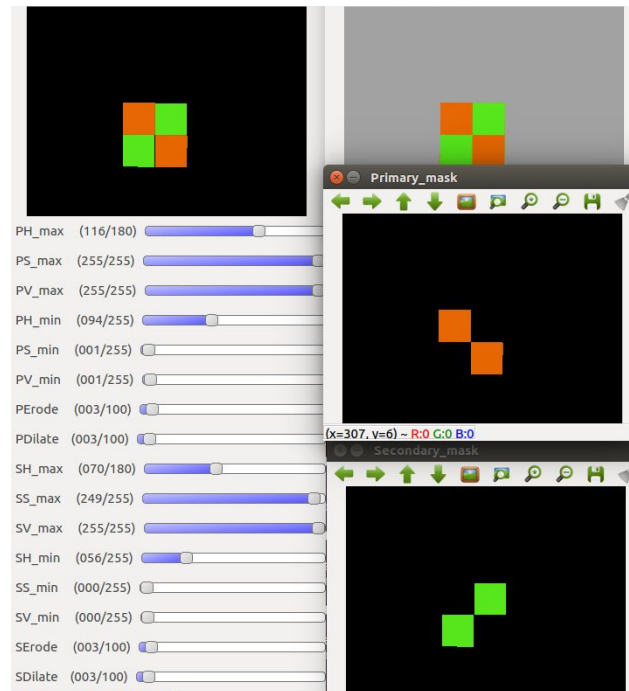 Primary_mask
PH_max (116/180)
PS_max (255/255)
PV_max (255/255)
PH_min (094/255)
PS_min (001/255)
PV_min (001/255)
PErode (003/100)
PDilate (003/100)
(x=307, y=6) ~ R:0 G:0 B:0
Secondary_mask
SH_max (070/180)
SS_max (249/255)
SV_max (255/255)
SH_min (056/255)
SS_min (000/255)
SV_min (000/255)
SErode (003/100)
SDilate (003/100)